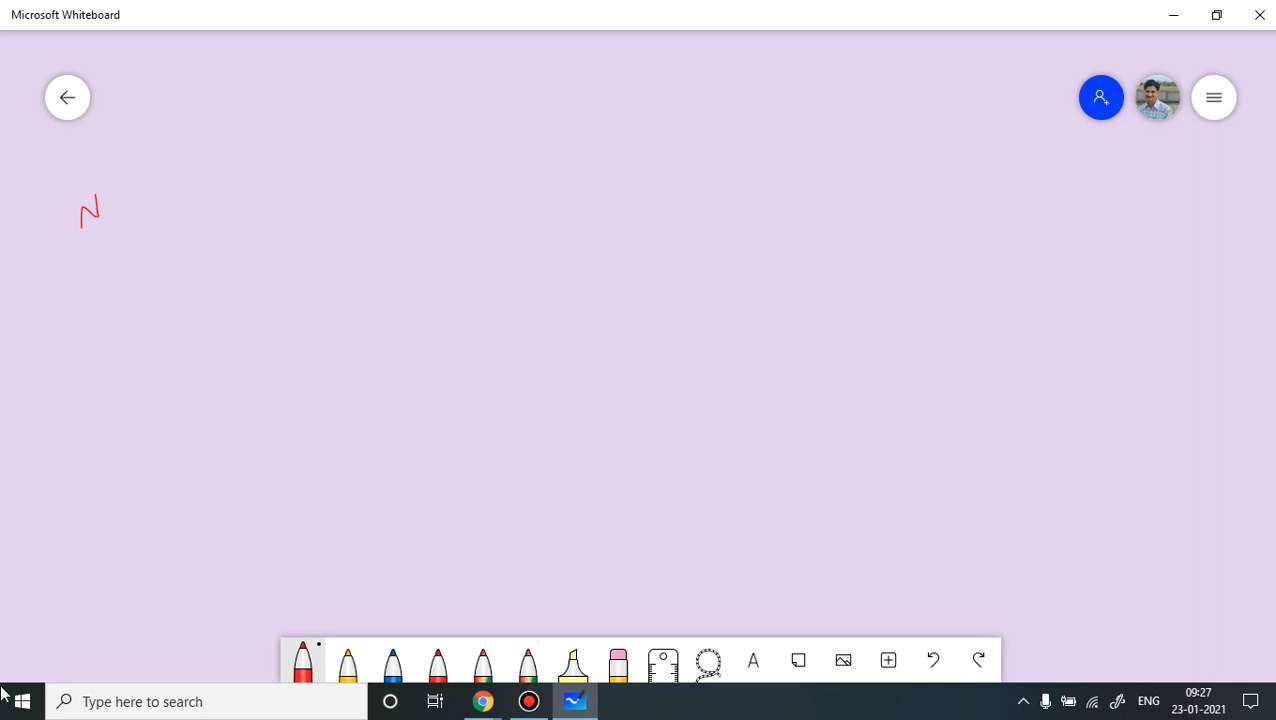 Microsoft Whiteboard
N
A
Type here to search
ENG
09:27
23-01-2021